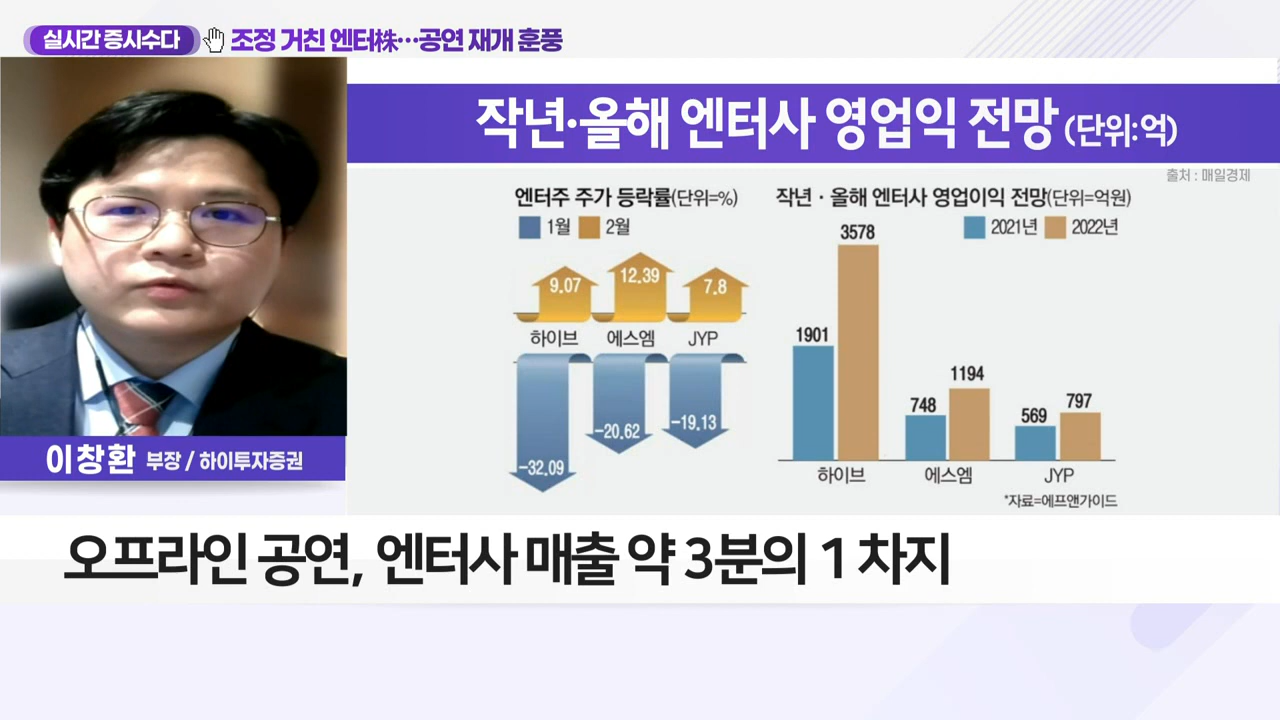 실시간 증시수다 조정 거친 엔터株…공연 재개 훈풍
작년·올해 엔터사 영업익 전망 (단위:억)
출처 : 매일경제
엔터주 주가 등락률(단위=%)
1월 2월
9.07 12.39 7.8
하이브 에스엠 JYP
-32.09 -20.62 -19.13
작년 · 올해 엔터사 영업이익 전망(단위=억원)
2021년 2022년
1901 3578 748 1194 569 797
하이브 에스엠 JYP
*자료=에프앤가이드
이창환 부장 / 하이투자증권
오프라인 공연, 엔터사 매출 약 3분의 1 차지